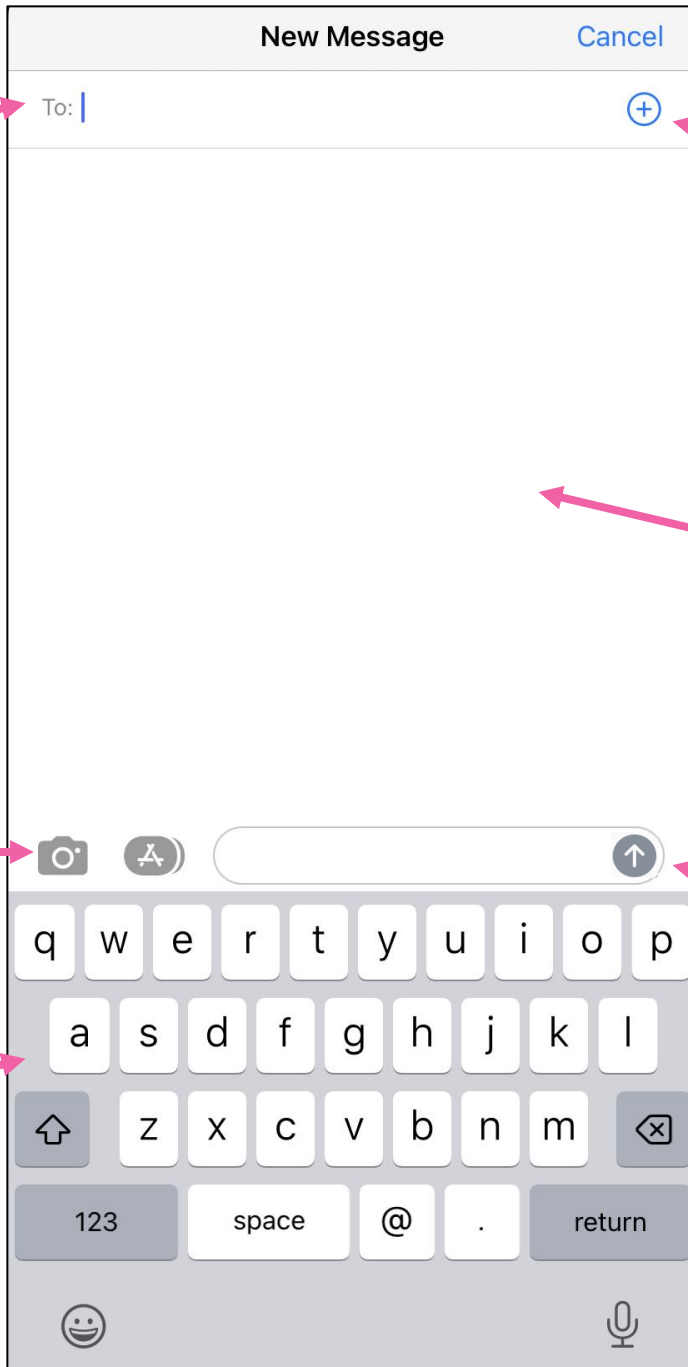 New Message Cancel
To:
q w e r t y u i o p
a s d f g h j k l
z x c v b n m
123 space @ . return